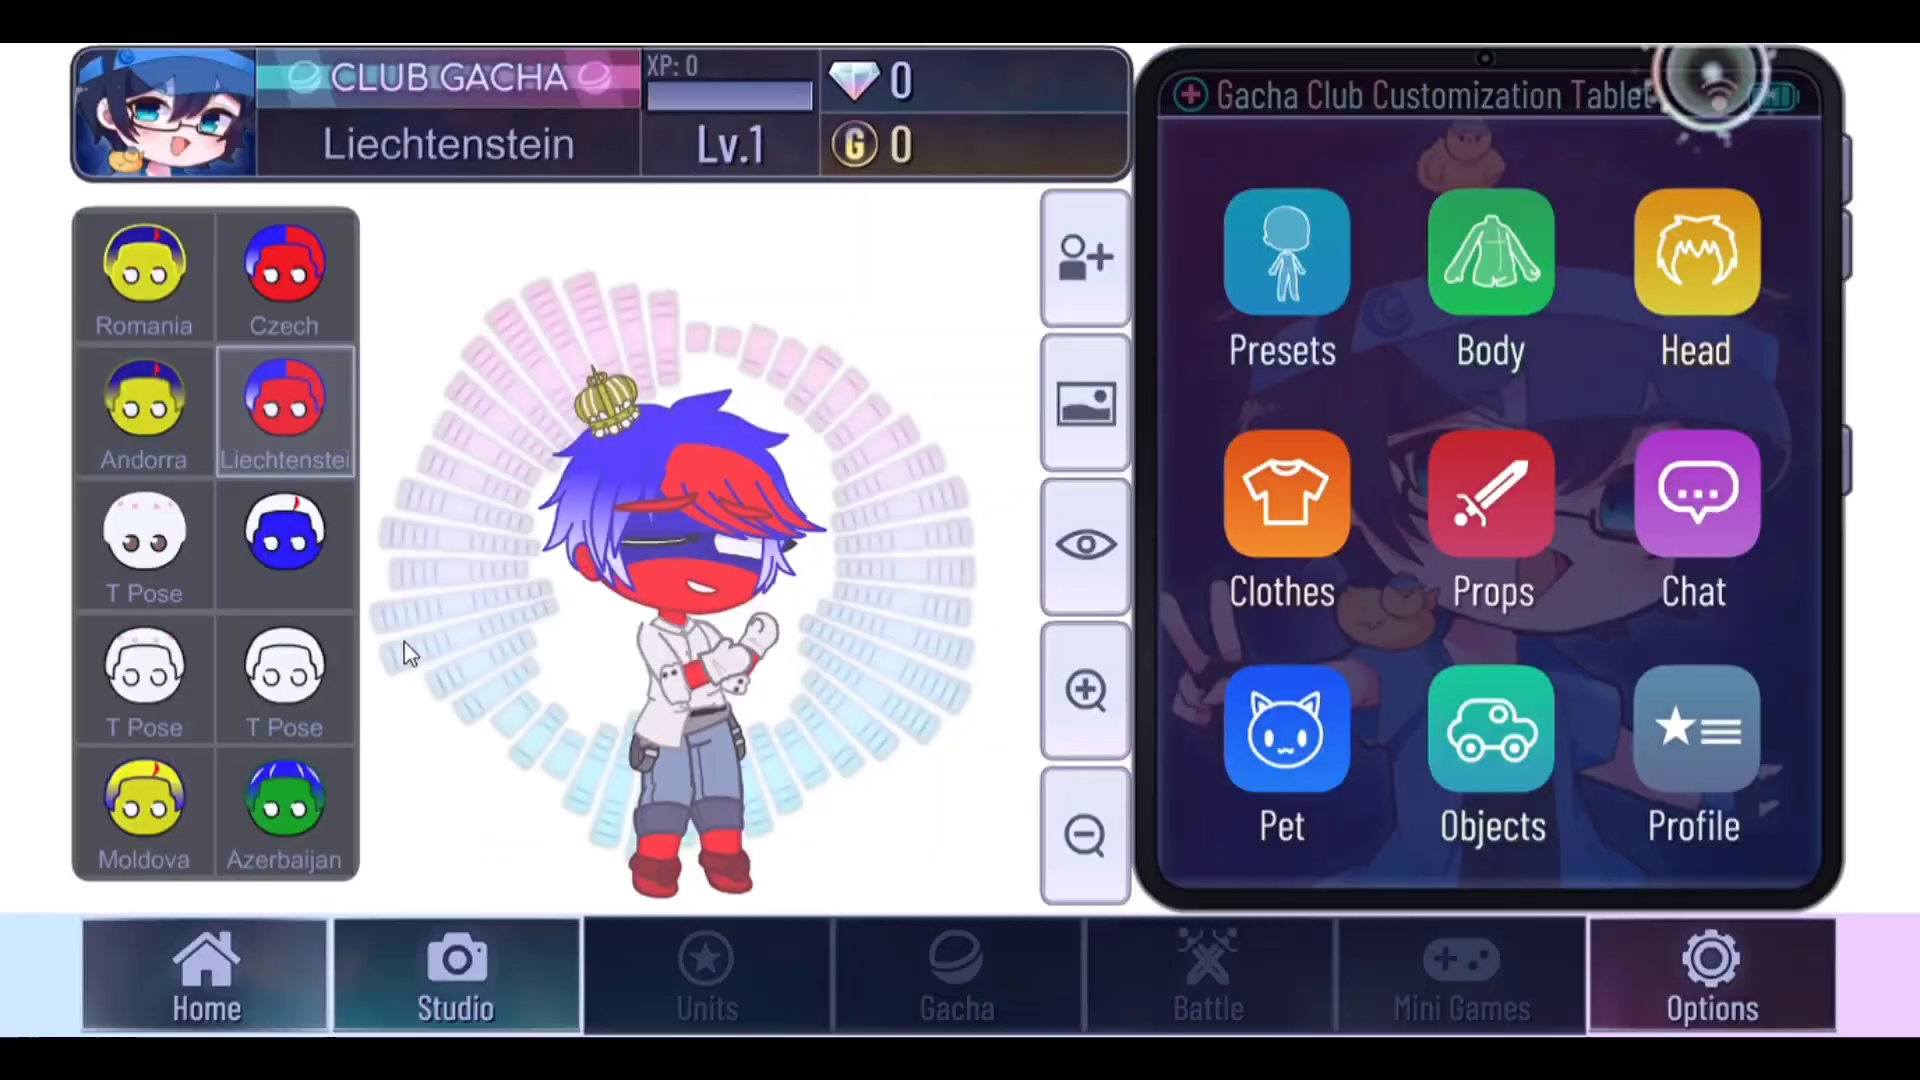 CLUB GACHA
Liechtenstein
XP: 0
Lv.1
0
G 0
Gacha Club Customization Tablet
Romania
Czech
Andorra
Liechtenstei
T Pose
T Pose
T Pose
Moldova
Azerbaijan
Presets
Body
Head
Clothes
Props
Chat
Pet
Objects
Profile
Home
Studio
Units
Gacha
Battle
Mini Games
Options